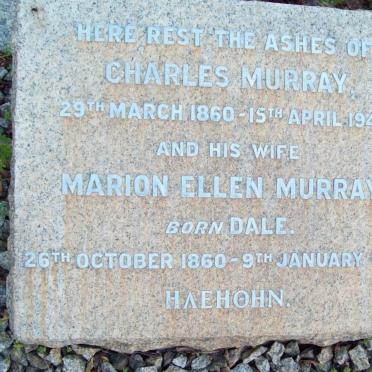 HERE REST THE ASHES OF
CHARLES MURRAY,
29TH MARCH 1860-15TH APRIL 194
AND HIS WIFE
MARION ELLEN MURRAY
BORN DALE.
26TH OCTOBER 1860-9TH JANUARY
HΛEHOHN.